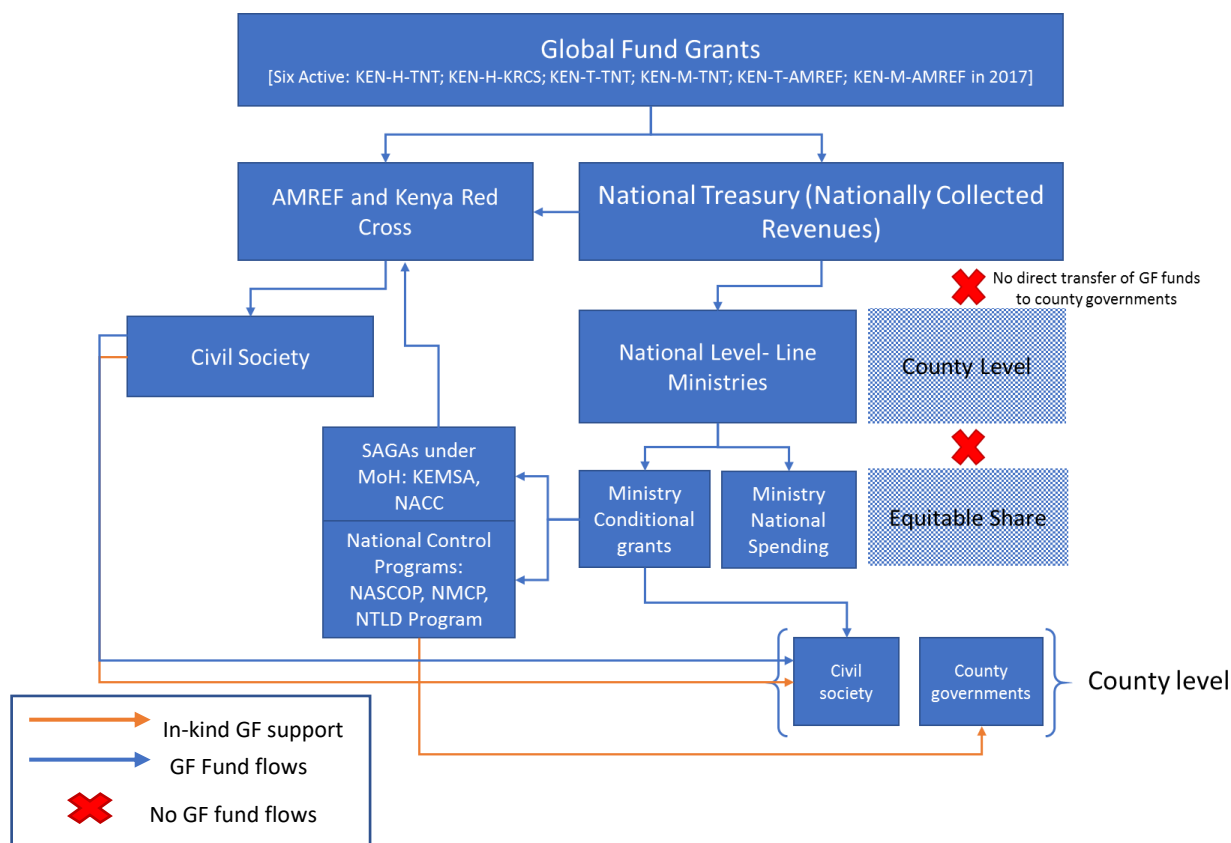 Global Fund Grants
[Six Active: KEN-H-TNT; KEN-H-KRCS; KEN-T-TNT; KEN-M-TNT; KEN-T-AMREF; KEN-M-AMREF in 2017]
AMREF and Kenya Red
Cross
National Treasury (Nationally Collected
Revenues)
No direct transfer of GF funds
to county governments
Civil Society
National Level- Line
Ministries
County Level
SAGAs under
MoH: KEMSA,
NACC
National Control
Programs:
NASCOP, NMCP,
NTLD Program
Ministry
Conditional
grants
Ministry
National
Spending
Equitable Share
Civil
society
County
governments
County level
In-kind GF support
GF Fund flows
No GF fund flows